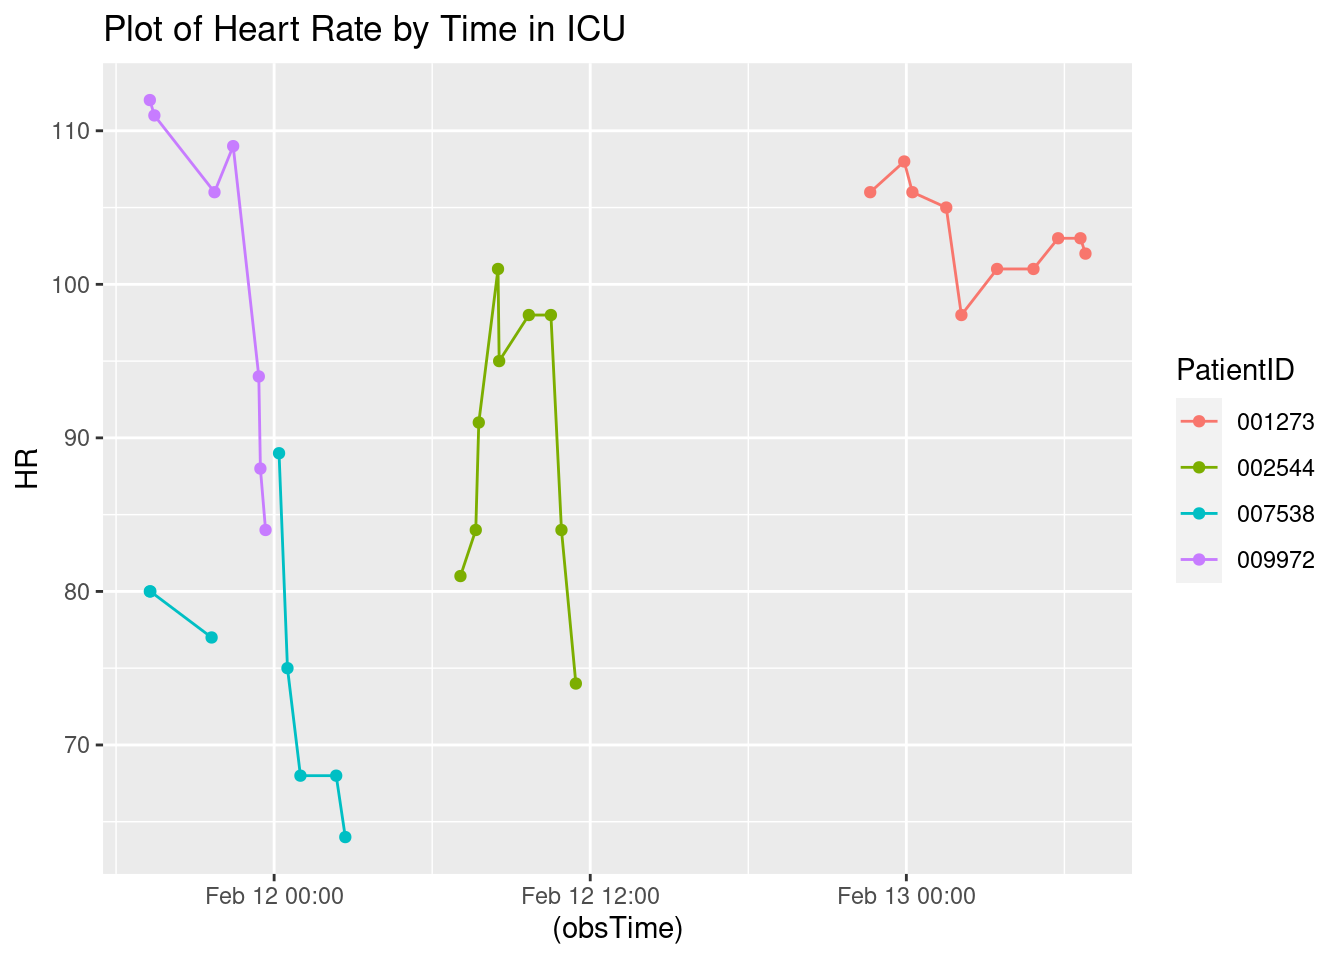 Plot of Heart Rate by Time in ICU
110
100
90
80
70
HR
Feb 12 00:00
Feb 12 12:00
Feb 13 00:00
(obsTime)
PatientID
001273
002544
007538
009972